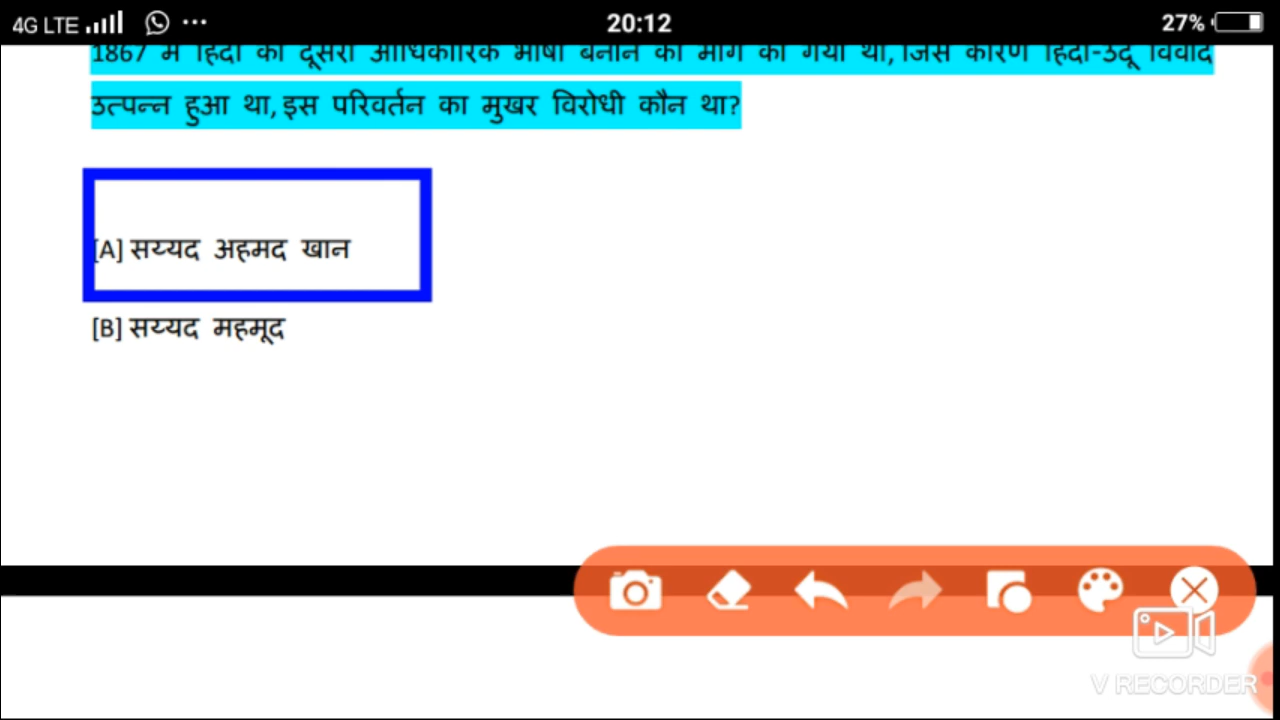 4G LTE 20:12 27%
1867 में हिंदी को दूसरी आधिकारिक भाषा बनाने की मांग की गयी थी, जिस कारण हिंदी-उर्दू विवाद
उत्पन्न हुआ था, इस परिवर्तन का मुखर विरोधी कौन था?
[A] सय्यद अहमद खान
[B] सय्यद महमूद
V RECORDER